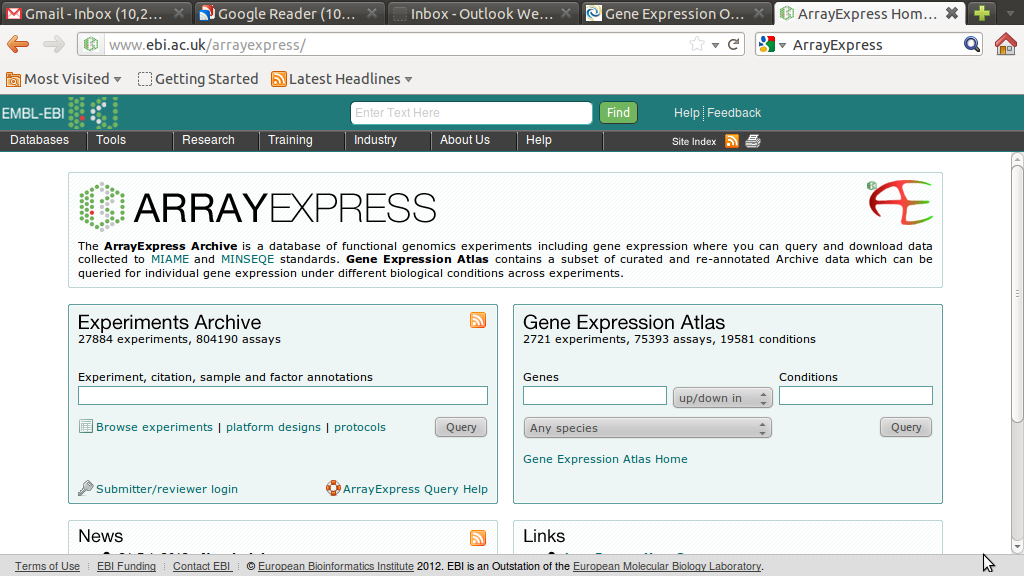 Gmail - Inbox (10,2...
Google Reader (10...
Inbox - Outlook We...
Gene Expression O...
ArrayExpress Hom...
www.ebi.ac.uk/arrayexpress/
ArrayExpress
Most Visited
Getting Started
Latest Headlines
EMBL-EBI
Enter Text Here
Find
Help
Feedback
Databases
Tools
Research
Training
Industry
About Us
Help
Site Index
ARRAYEXPRESS
The ArrayExpress Archive is a database of functional genomics experiments including gene expression where you can query and download data
collected to MIAME and MINSEQE standards. Gene Expression Atlas contains a subset of curated and re-annotated Archive data which can be
queried for individual gene expression under different biological conditions across experiments.
Experiments Archive
27884 experiments, 804190 assays
Experiment, citation, sample and factor annotations
Browse experiments | platform designs | protocols
Query
Submitter/reviewer login
ArrayExpress Query Help
Gene Expression Atlas
2721 experiments, 75393 assays, 19581 conditions
Genes
Conditions
up/down in
Any species
Query
Gene Expression Atlas Home
News
Links
Terms of Use
EBI Funding
Contact EBI
© European Bioinformatics Institute 2012. EBI is an Outstation of the European Molecular Biology Laboratory.